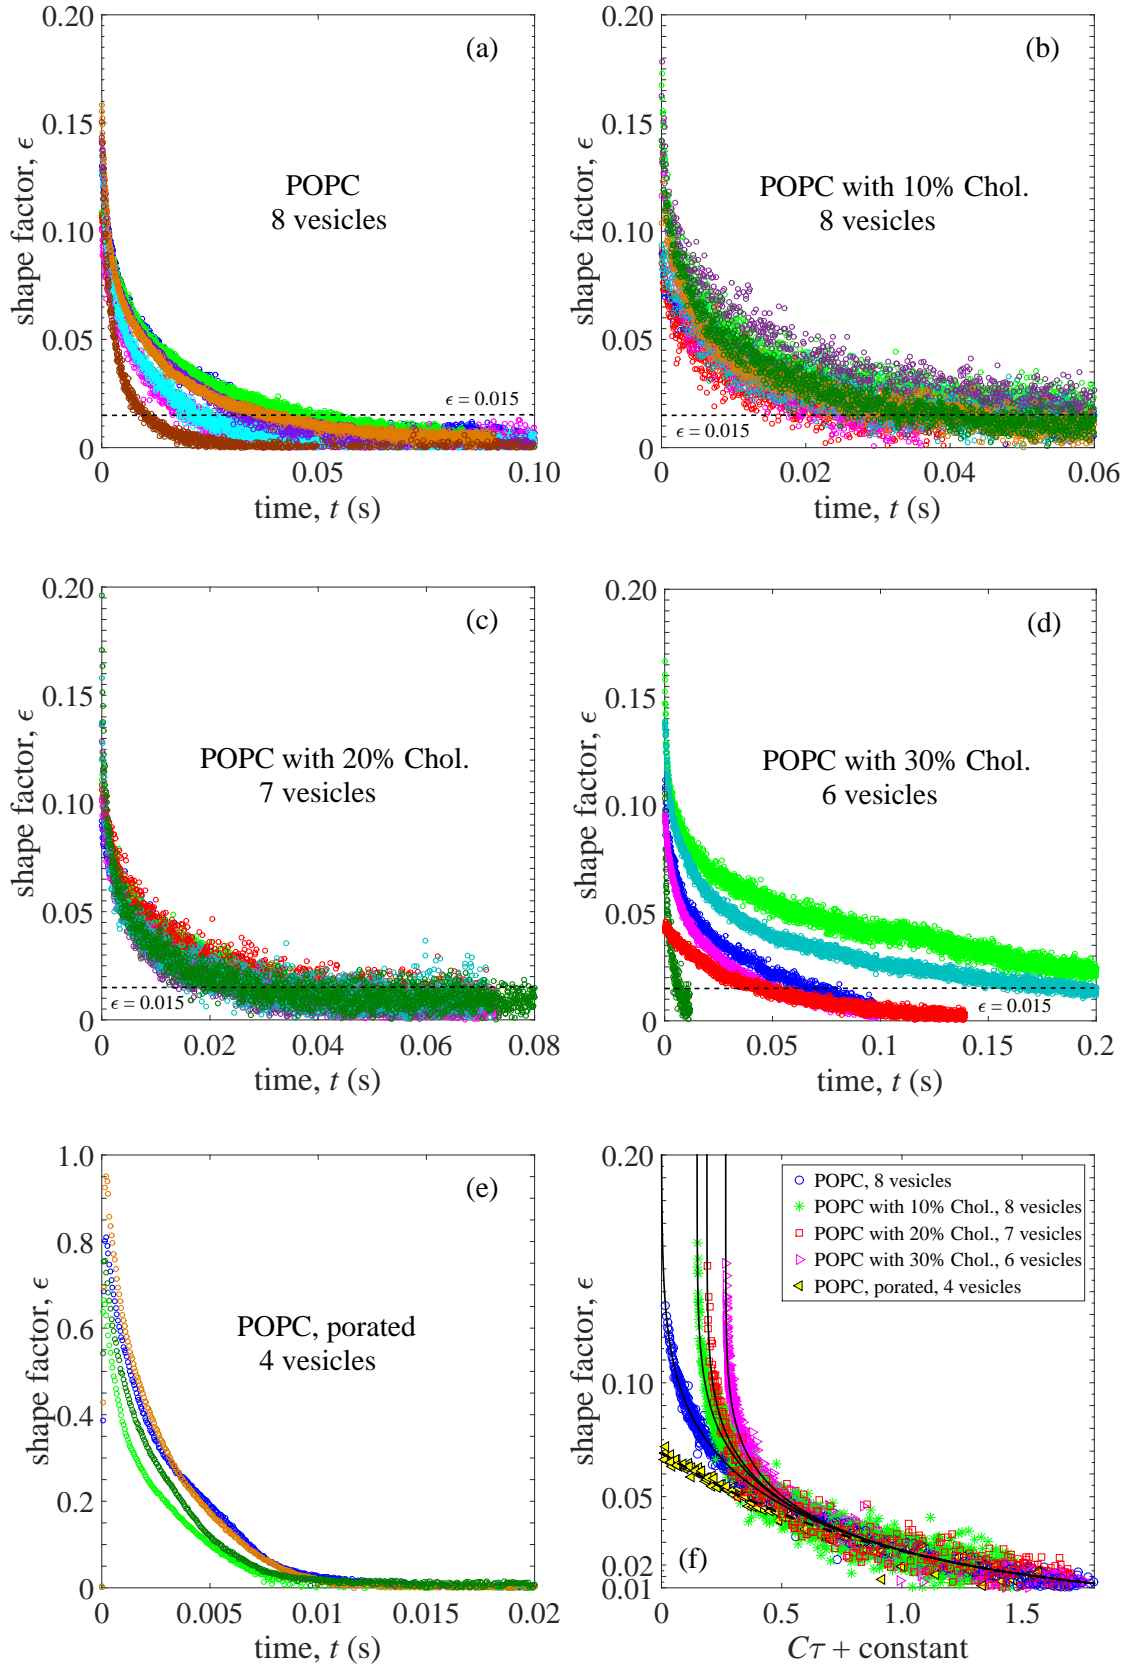 0.20
0.15
0.10
0.05
0
shape factor, ϵ
(a)
POPC
8 vesicles
ϵ = 0.015
0
0.05
0.10
time, t (s)
0.20
0.15
0.10
0.05
0
shape factor, ϵ
(b)
POPC with 10% Chol.
8 vesicles
ϵ = 0.015
0
0.02
0.04
0.06
time, t (s)
0.20
0.15
0.10
0.05
0
shape factor, ϵ
(c)
POPC with 20% Chol.
7 vesicles
ϵ = 0.015
0
0.02
0.04
0.06
0.08
time, t (s)
0.20
0.15
0.10
0.05
0
shape factor, ϵ
(d)
POPC with 30% Chol.
6 vesicles
ϵ = 0.015
0
0.05
0.1
0.15
0.2
time, t (s)
1.0
0.8
0.6
0.4
0.2
0
shape factor, ϵ
(e)
POPC, porated
4 vesicles
0
0.005
0.01
0.015
0.02
time, t (s)
0.20
0.10
0.05
0.02
0.01
shape factor, ϵ
POPC, 8 vesicles
POPC with 10% Chol., 8 vesicles
POPC with 20% Chol., 7 vesicles
POPC with 30% Chol., 6 vesicles
POPC, porated, 4 vesicles
(f)
0
0.5
1.0
1.5
Cτ + constant